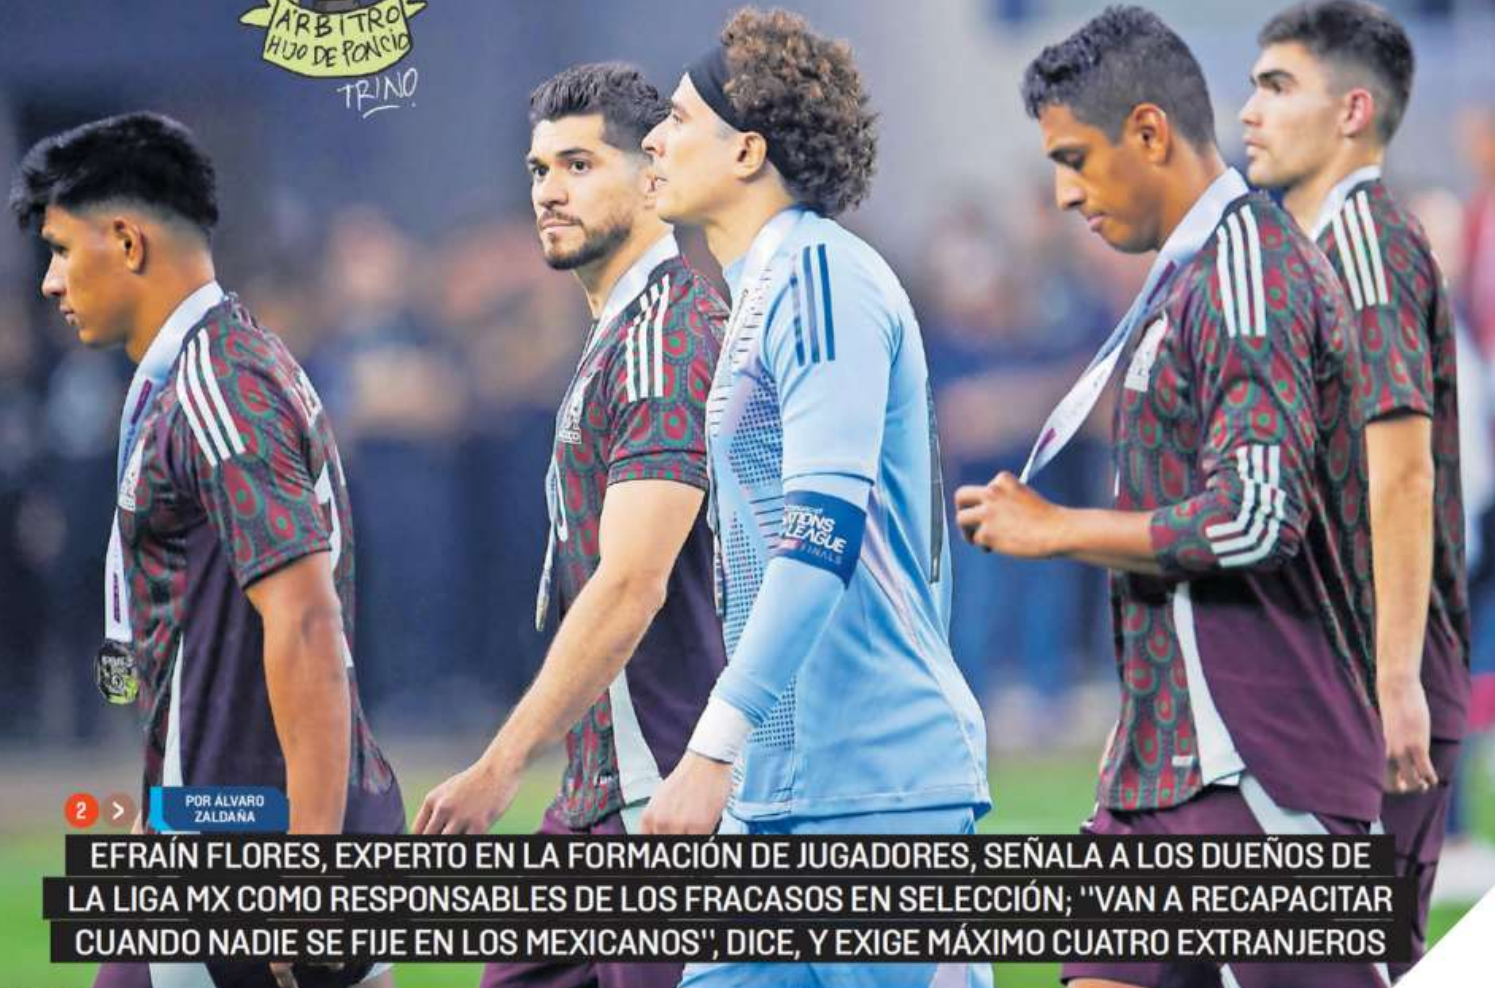 ÁRBITRO
HIJO DE PONCIO
TRINO
MEXICO
NATIONS
LEAGUE
FINALS
2 >
POR ÁLVARO
ZALDAÑA
EFRAÍN FLORES, EXPERTO EN LA FORMACIÓN DE JUGADORES, SEÑALA A LOS DUEÑOS DE
LA LIGA MX COMO RESPONSABLES DE LOS FRACASOS EN SELECCIÓN; "VAN A RECAPACITAR
CUANDO NADIE SE FIJE EN LOS MEXICANOS", DICE, Y EXIGE MÁXIMO CUATRO EXTRANJEROS